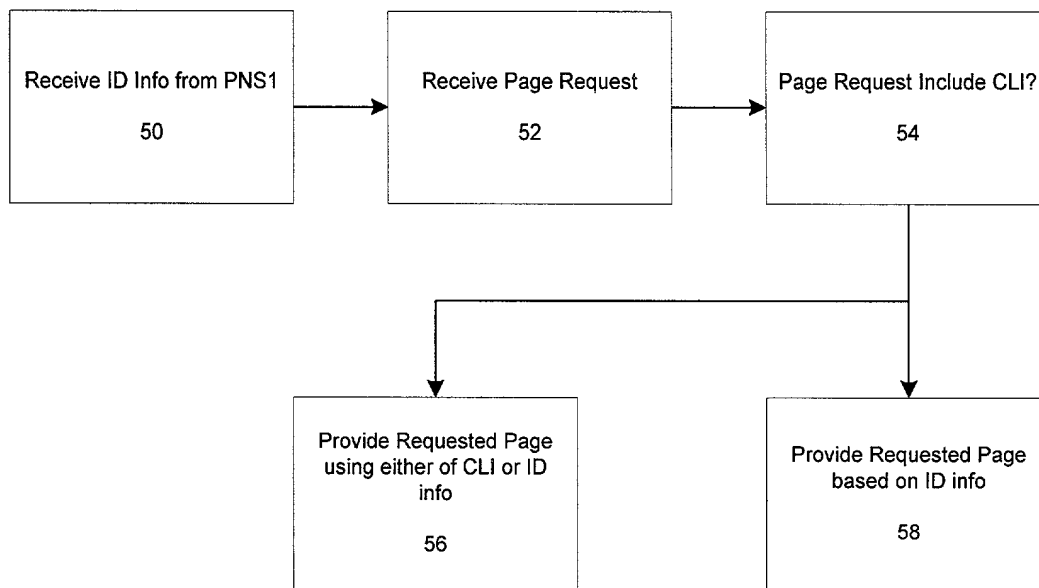 Receive ID Info from PNS1
50
Receive Page Request
52
Page Request Include CLI?
54
Provide Requested Page
using either of CLI or ID
info
56
Provide Requested Page
based on ID info
58